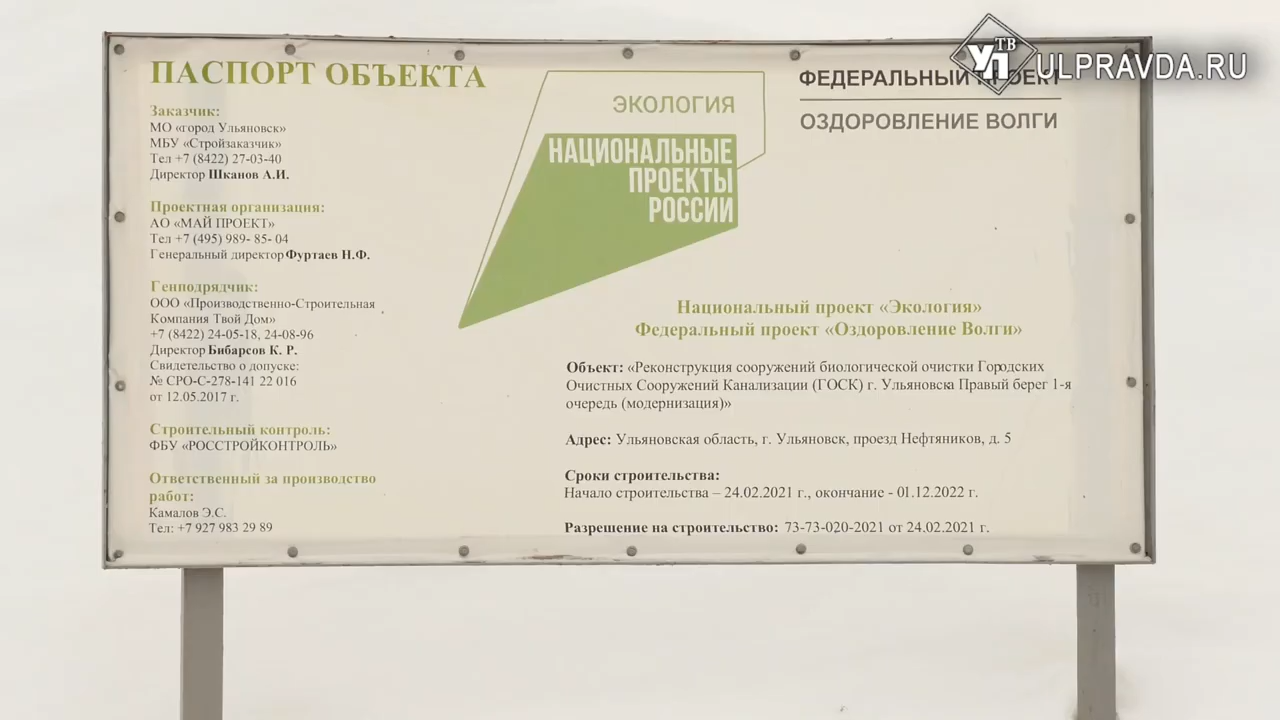 ПАСПОРТ ОБЪЕКТА
Заказчик:
МО «город Ульяновск»
МБУ «Стройзаказчик»
Тел +7 (8422) 27-03-40
Директор Шканов А.И.
Проектная организация:
АО «МАЙ ПРОЕКТ»
Тел +7 (495) 989- 85- 04
Генеральный директор Фуртаев Н.Ф.
Генподрядчик:
ООО «Производственно-Строительная
Компания Твой Дом»
+7 (8422) 24-05-18, 24-08-96
Директор Бибарсов К. Р.
Свидетельство о допуске:
№ СРО-С-278-141 22 016
от 12.05.2017 г.
Строительный контроль:
ФБУ «РОССТРОЙКОНТРОЛЬ»
Ответственный за производство
работ:
Камалов Э.С.
Тел: +7 927 983 29 89
ЭКОЛОГИЯ
НАЦИОНАЛЬНЫЕ
ПРОЕКТЫ
РОССИИ
ФЕДЕРАЛЬНЫЙ ПРОЕКТ
ОЗДОРОВЛЕНИЕ ВОЛГИ
УП ТВ ULPRAVDA.RU
Национальный проект «Экология»
Федеральный проект «Оздоровление Волги»
Объект: «Реконструкция сооружений биологической очистки Городских
Очистных Сооружений Канализации (ГОСК) г. Ульяновска Правый берег 1-я
очередь (модернизация)»
Адрес: Ульяновская область, г. Ульяновск, проезд Нефтяников, д. 5
Сроки строительства:
Начало строительства – 24.02.2021 г., окончание - 01.12.2022 г.
Разрешение на строительство: 73-73-020-2021 от 24.02.2021 г.